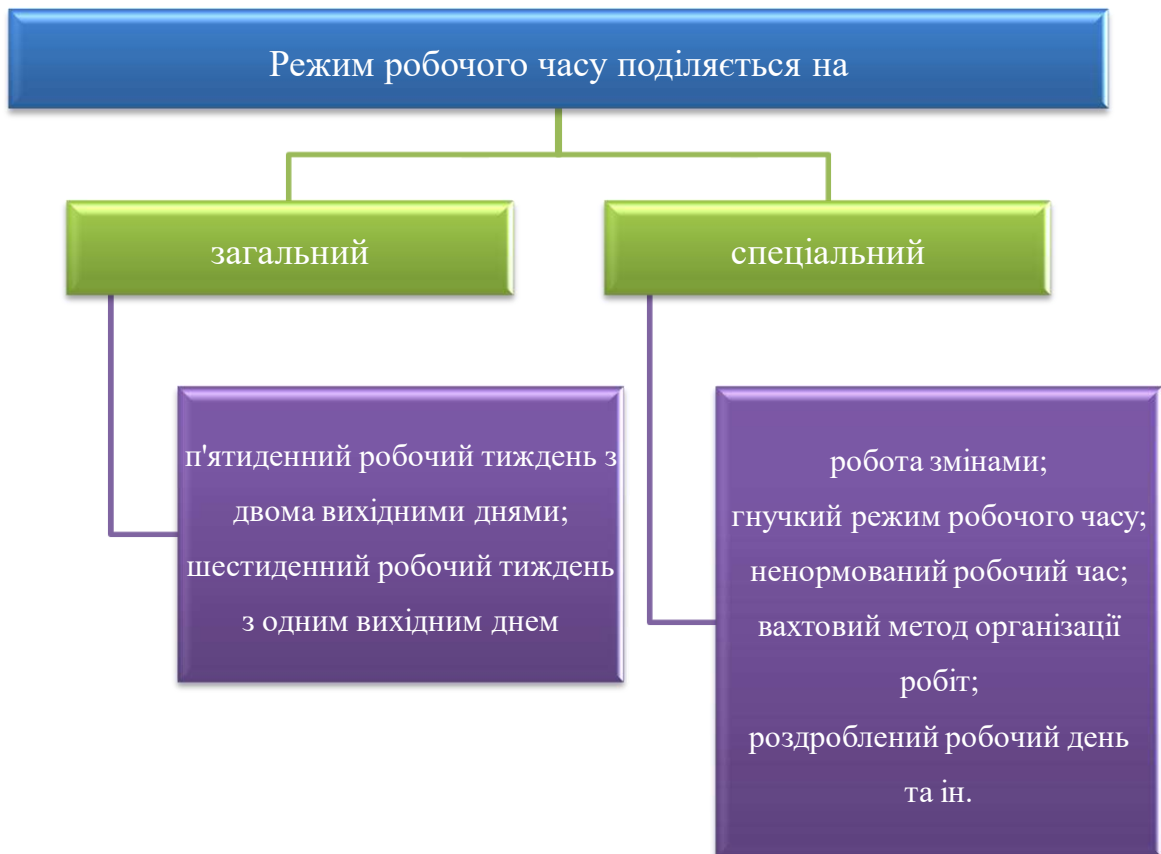 Режим робочого часу поділяється на
загальний
спеціальний
п'ятиденний робочий тиждень з
двома вихідними днями;
шестиденний робочий тиждень
з одним вихідним днем
робота змінами;
гнучкий режим робочого часу;
ненормований робочий час;
вахтовий метод організації
робіт;
роздроблений робочий день
та ін.